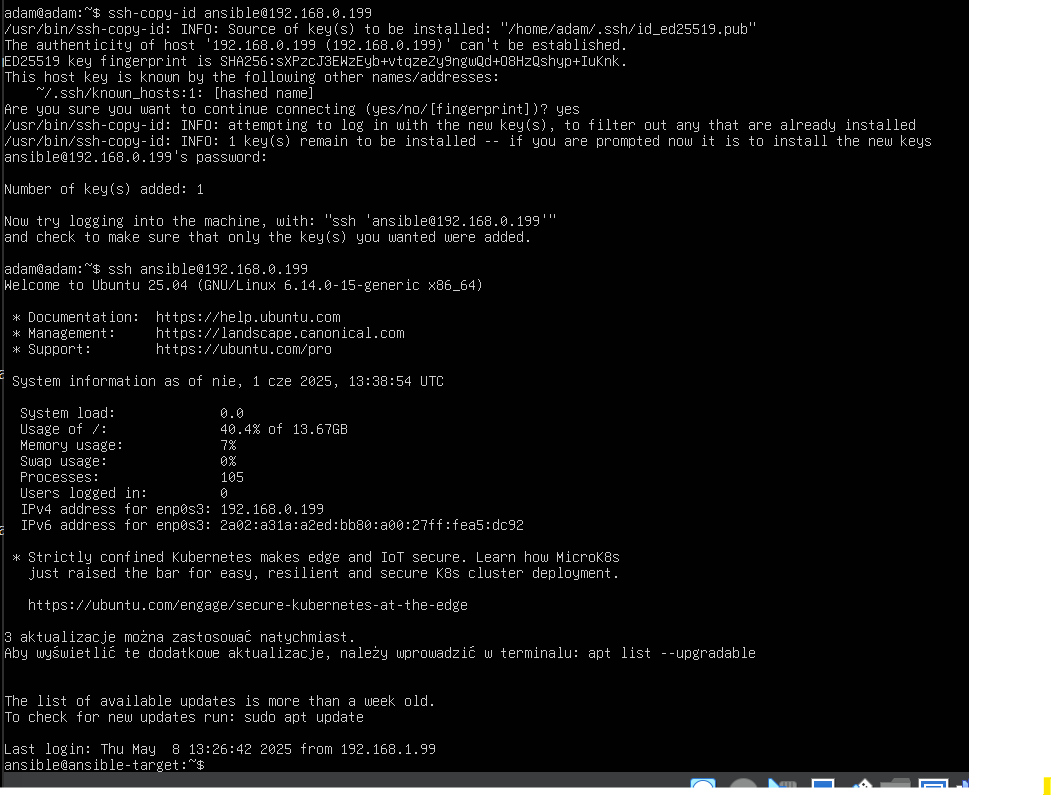 adam@adam:~$ ssh-copy-id ansible@192.168.0.199
/usr/bin/ssh-copy-id: INFO: Source of key(s) to be installed: "/home/adam/.ssh/id_ed25519.pub"
The authenticity of host '192.168.0.199 (192.168.0.199)' can't be established.
ED25519 key fingerprint is SHA256:sXPzcJ3EWzEyb+vtqzeZy9ngwQd+O8HzQshyp+IuKnk.
This host key is known by the following other names/addresses:
    ~/.ssh/known_hosts:1: [hashed name]
Are you sure you want to continue connecting (yes/no/[fingerprint])? yes
/usr/bin/ssh-copy-id: INFO: attempting to log in with the new key(s), to filter out any that are already installed
/usr/bin/ssh-copy-id: INFO: 1 key(s) remain to be installed -- if you are prompted now it is to install the new keys
ansible@192.168.0.199's password:
Number of key(s) added: 1
Now try logging into the machine, with: "ssh 'ansible@192.168.0.199'"
and check to make sure that only the key(s) you wanted were added.
adam@adam:~$ ssh ansible@192.168.0.199
Welcome to Ubuntu 25.04 (GNU/Linux 6.14.0-15-generic x86_64)
 * Documentation:  https://help.ubuntu.com
 * Management:     https://landscape.canonical.com
 * Support:        https://ubuntu.com/pro
 System information as of nie, 1 cze 2025, 13:38:54 UTC
  System load:             0.0
  Usage of /:              40.4% of 13.67GB
  Memory usage:            7%
  Swap usage:              0%
  Processes:               105
  Users logged in:         0
  IPv4 address for enp0s3: 192.168.0.199
  IPv6 address for enp0s3: 2a02:a31a:a2ed:bb80:a00:27ff:fea5:dc92
 * Strictly confined Kubernetes makes edge and IoT secure. Learn how MicroK8s
   just raised the bar for easy, resilient and secure K8s cluster deployment.
   https://ubuntu.com/engage/secure-kubernetes-at-the-edge
3 aktualizacje można zastosować natychmiast.
Aby wyświetlić te dodatkowe aktualizacje, należy wprowadzić w terminalu: apt list --upgradable
The list of available updates is more than a week old.
To check for new updates run: sudo apt update
Last login: Thu May  8 13:26:42 2025 from 192.168.1.99
ansible@ansible-target:~$